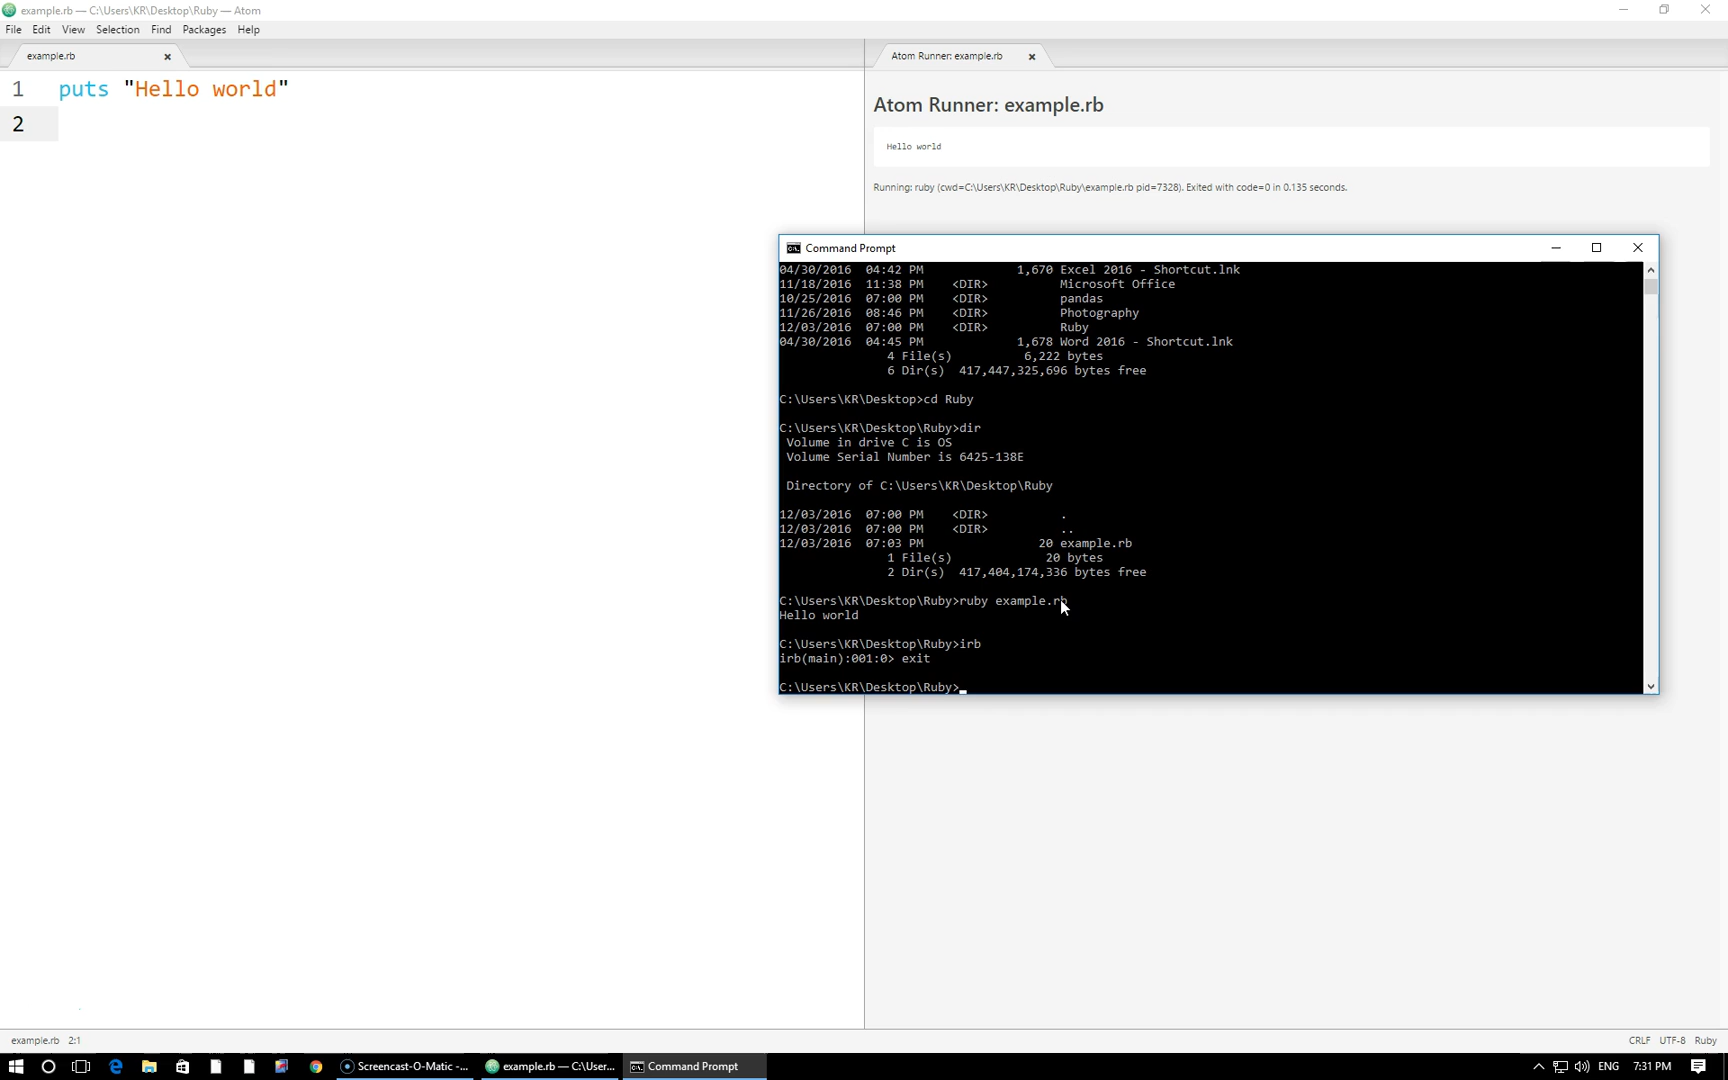 example.rb — C:\Users\KR\Desktop\Ruby — Atom
File Edit View Selection Find Packages Help
example.rb
Atom Runner: example.rb
1 puts "Hello world"
2
Atom Runner: example.rb
Hello world
Running: ruby (cwd=C:\Users\KR\Desktop\Ruby\example.rb pid=7328). Exited with code=0 in 0.135 seconds.
Command Prompt
04/30/2016 04:42 PM 1,670 Excel 2016 - Shortcut.lnk
11/18/2016 11:38 PM <DIR> Microsoft Office
10/25/2016 07:00 PM <DIR> pandas
11/26/2016 08:46 PM <DIR> Photography
12/03/2016 07:00 PM <DIR> Ruby
04/30/2016 04:45 PM 1,678 Word 2016 - Shortcut.lnk
4 File(s) 6,222 bytes
6 Dir(s) 417,447,325,696 bytes free
C:\Users\KR\Desktop>cd Ruby
C:\Users\KR\Desktop\Ruby>dir
Volume in drive C is OS
Volume Serial Number is 6425-138E
Directory of C:\Users\KR\Desktop\Ruby
12/03/2016 07:00 PM <DIR> .
12/03/2016 07:00 PM <DIR> ..
12/03/2016 07:03 PM 20 example.rb
1 File(s) 20 bytes
2 Dir(s) 417,404,174,336 bytes free
C:\Users\KR\Desktop\Ruby>ruby example.rb
Hello world
C:\Users\KR\Desktop\Ruby>irb
irb(main):001:0> exit
C:\Users\KR\Desktop\Ruby>_
example.rb 2:1
CRLF UTF-8 Ruby
Screencast-O-Matic -...
example.rb — C:\User...
Command Prompt
ENG 7:31 PM